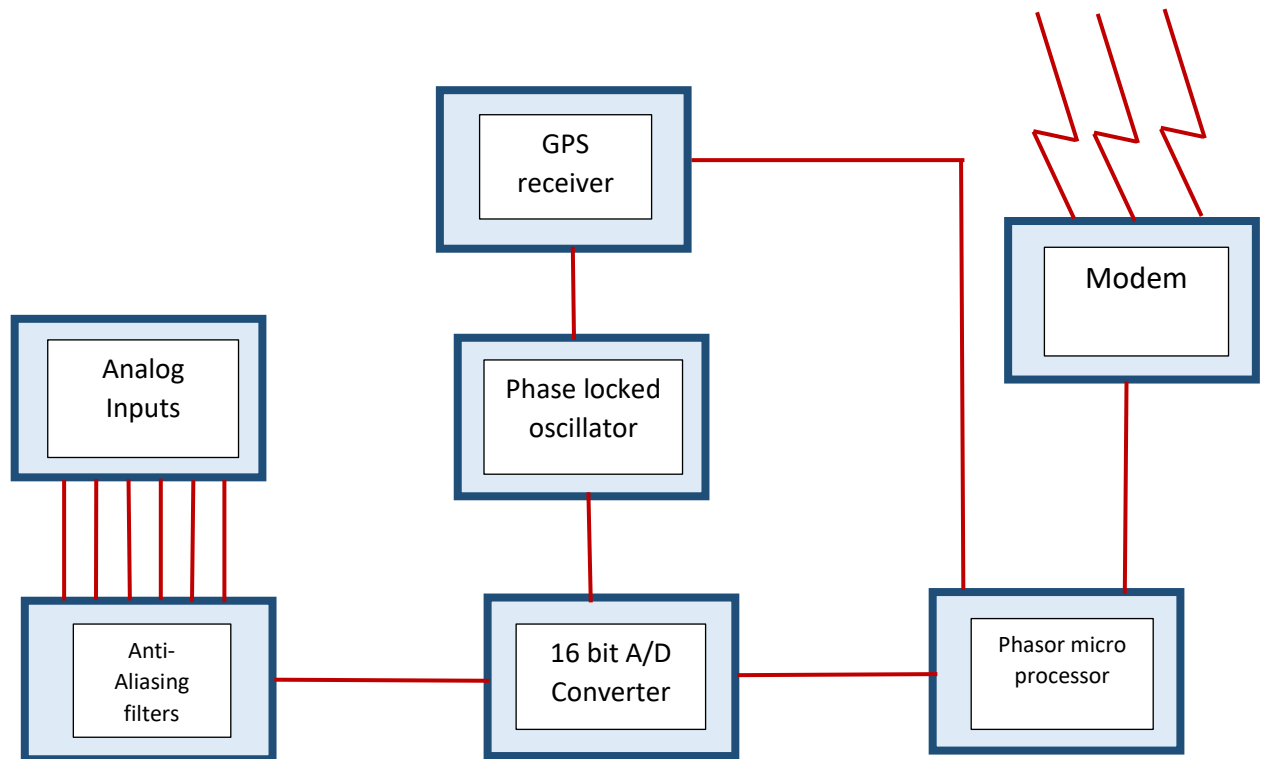 GPS
receiver
Modem
Analog
Inputs
Phase locked
oscillator
Anti-
Aliasing
filters
16 bit A/D
Converter
Phasor micro
processor